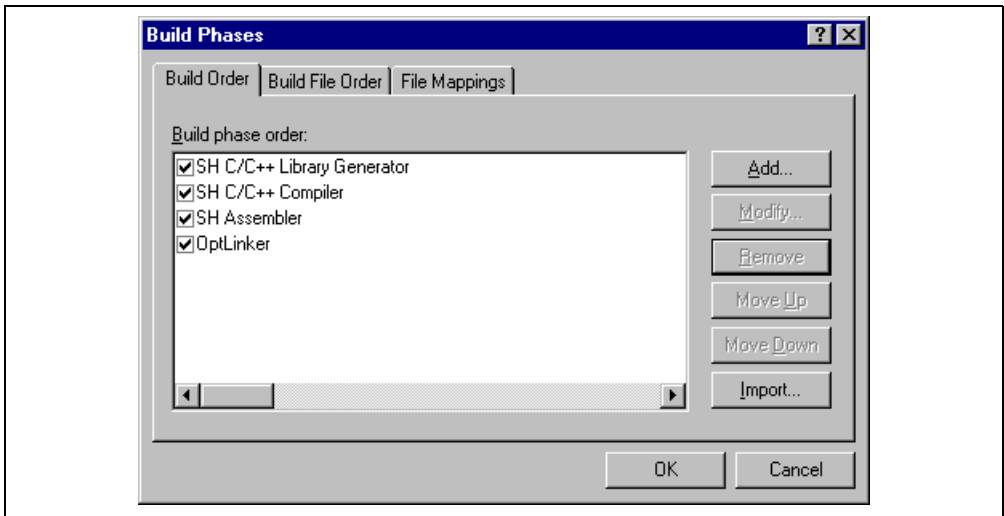 Build Phases
Build Order Build File Order File Mappings
Build phase order:
SH C/C++ Library Generator
SH C/C++ Compiler
SH Assembler
OptLinker
Add...
Modify...
Remove
Move Up
Move Down
Import...
OK Cancel